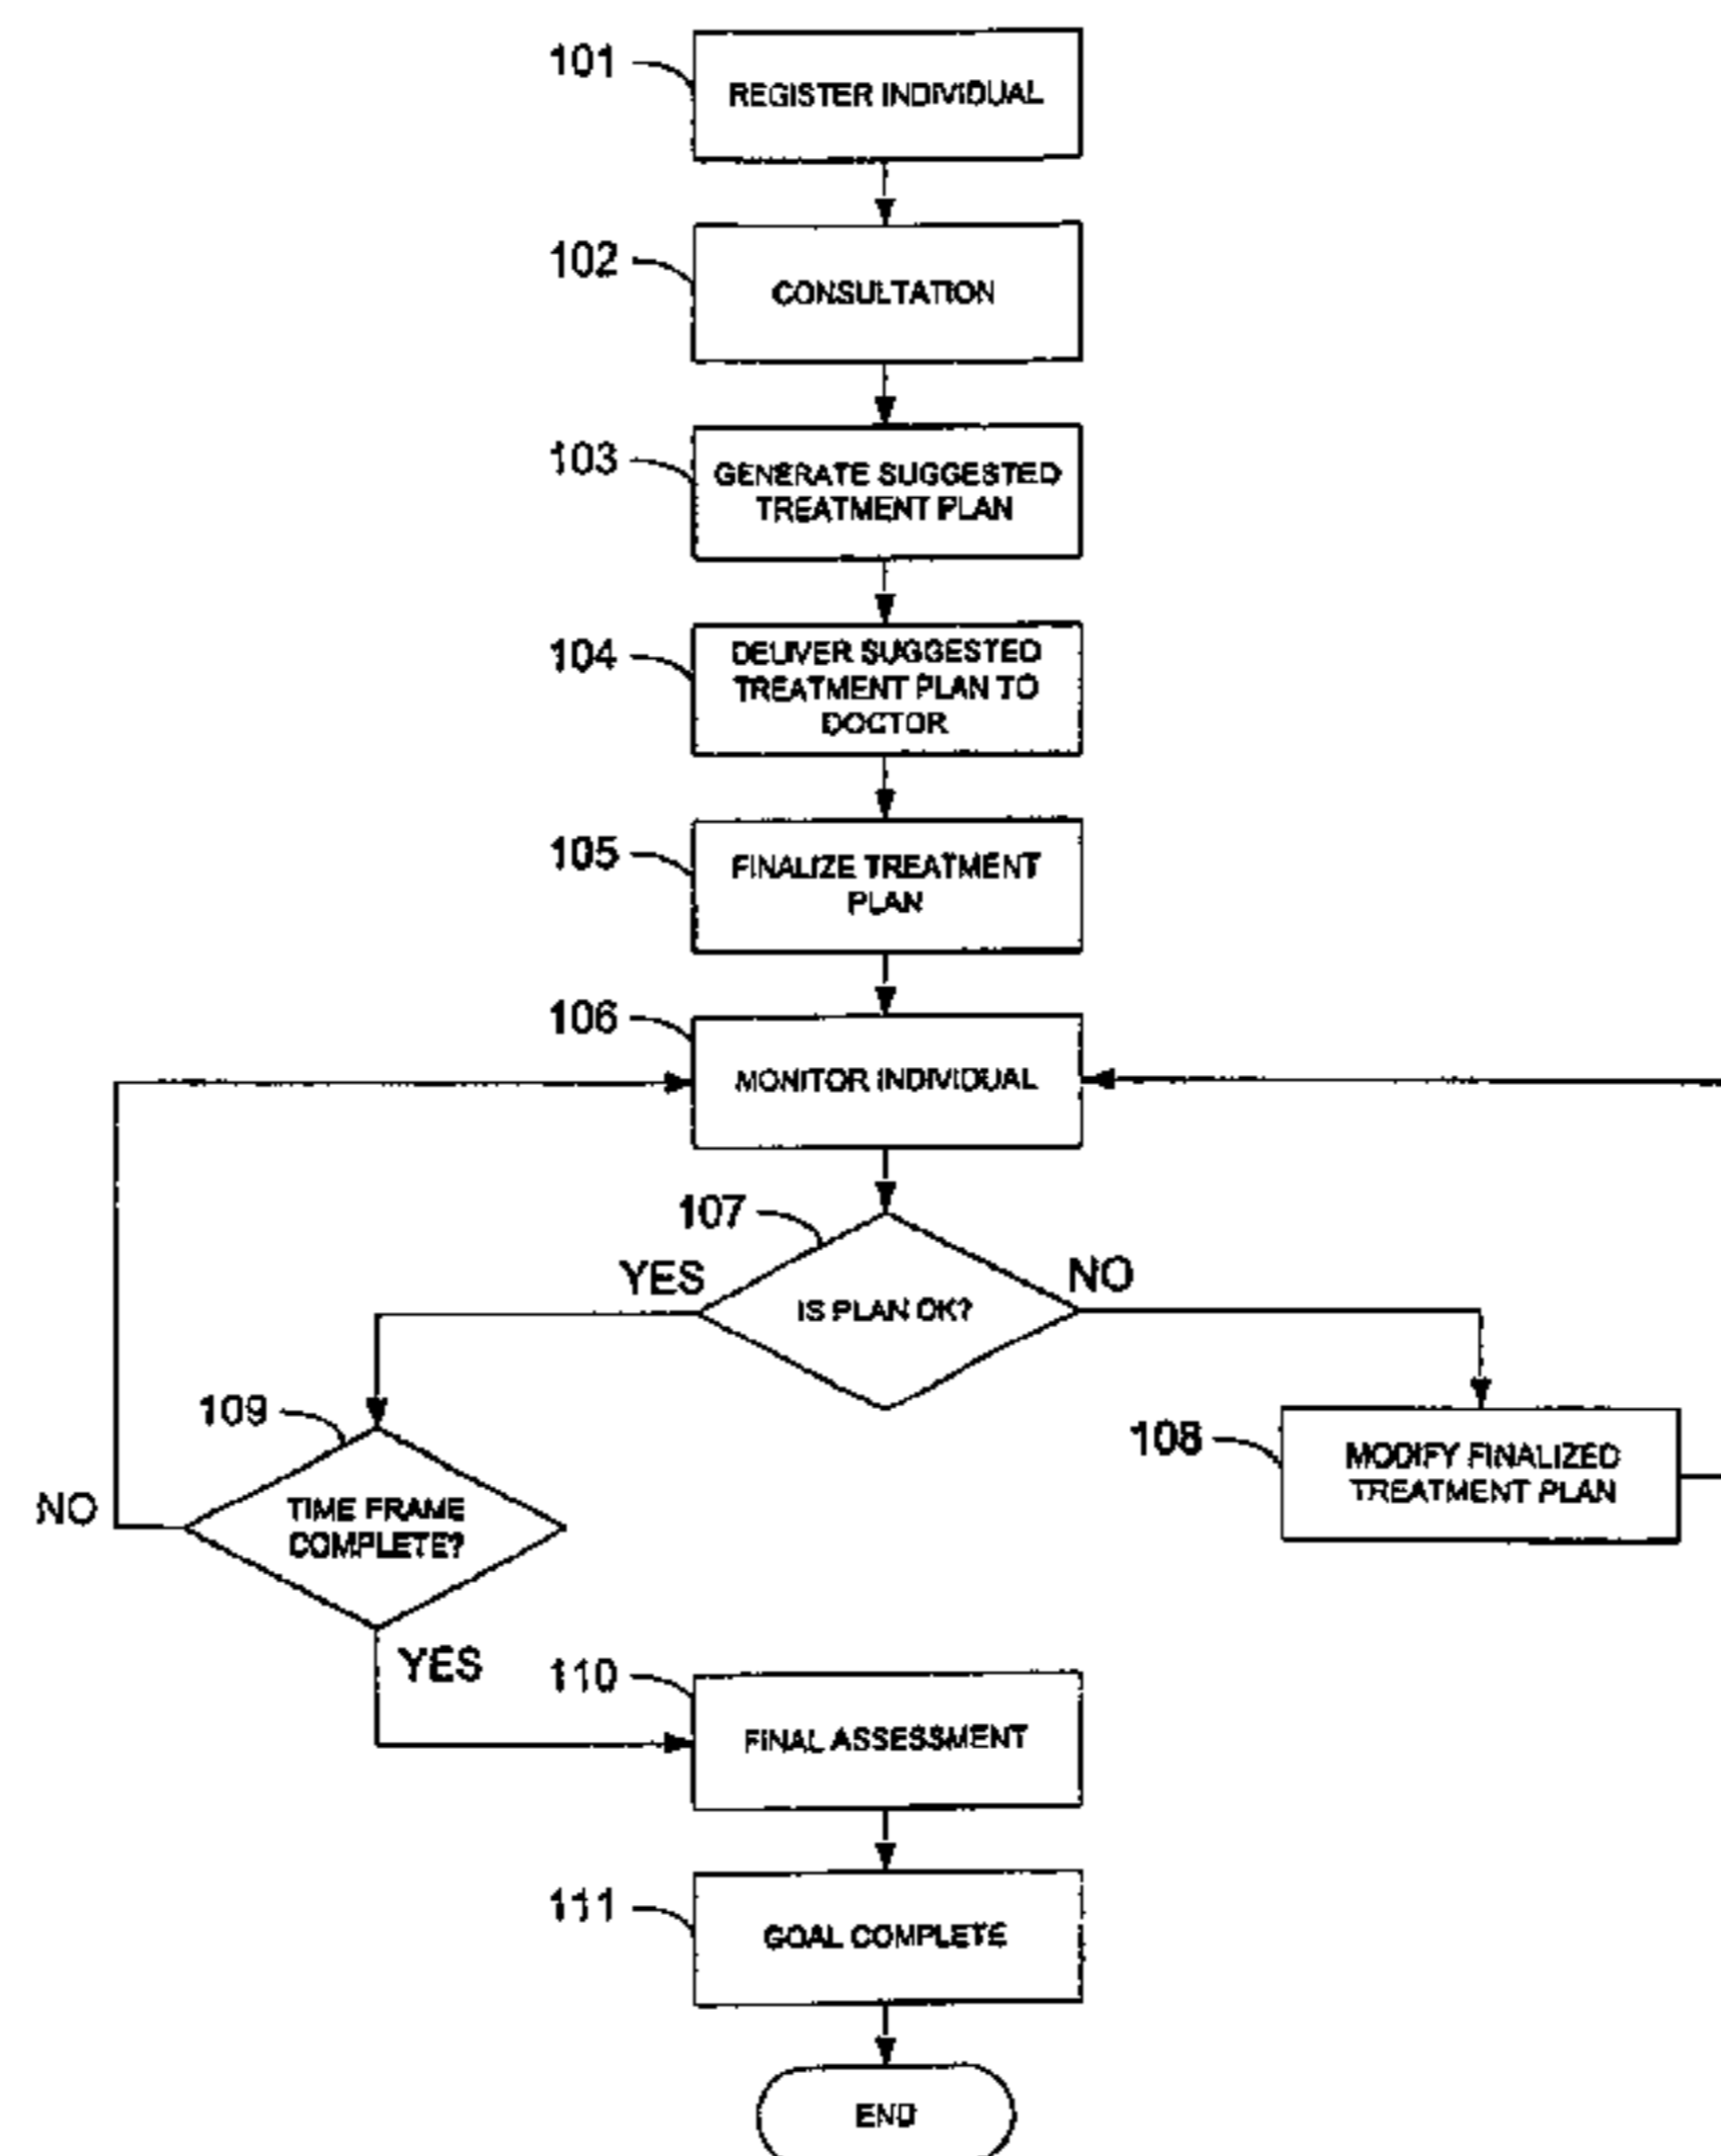 101
REGISTER INDIVIDUAL
102
CONSULTATION
103
GENERATE SUGGESTED
TREATMENT PLAN
104
DELIVER SUGGESTED
TREATMENT PLAN TO
DOCTOR
105
FINALIZE TREATMENT
PLAN
106
MONITOR INDIVIDUAL
107
YES
NO
IS PLAN OK?
109
108
MODIFY FINALIZED
TREATMENT PLAN
NO
TIME FRAME
COMPLETE?
YES
110
FINAL ASSESSMENT
111
GOAL COMPLETE
END